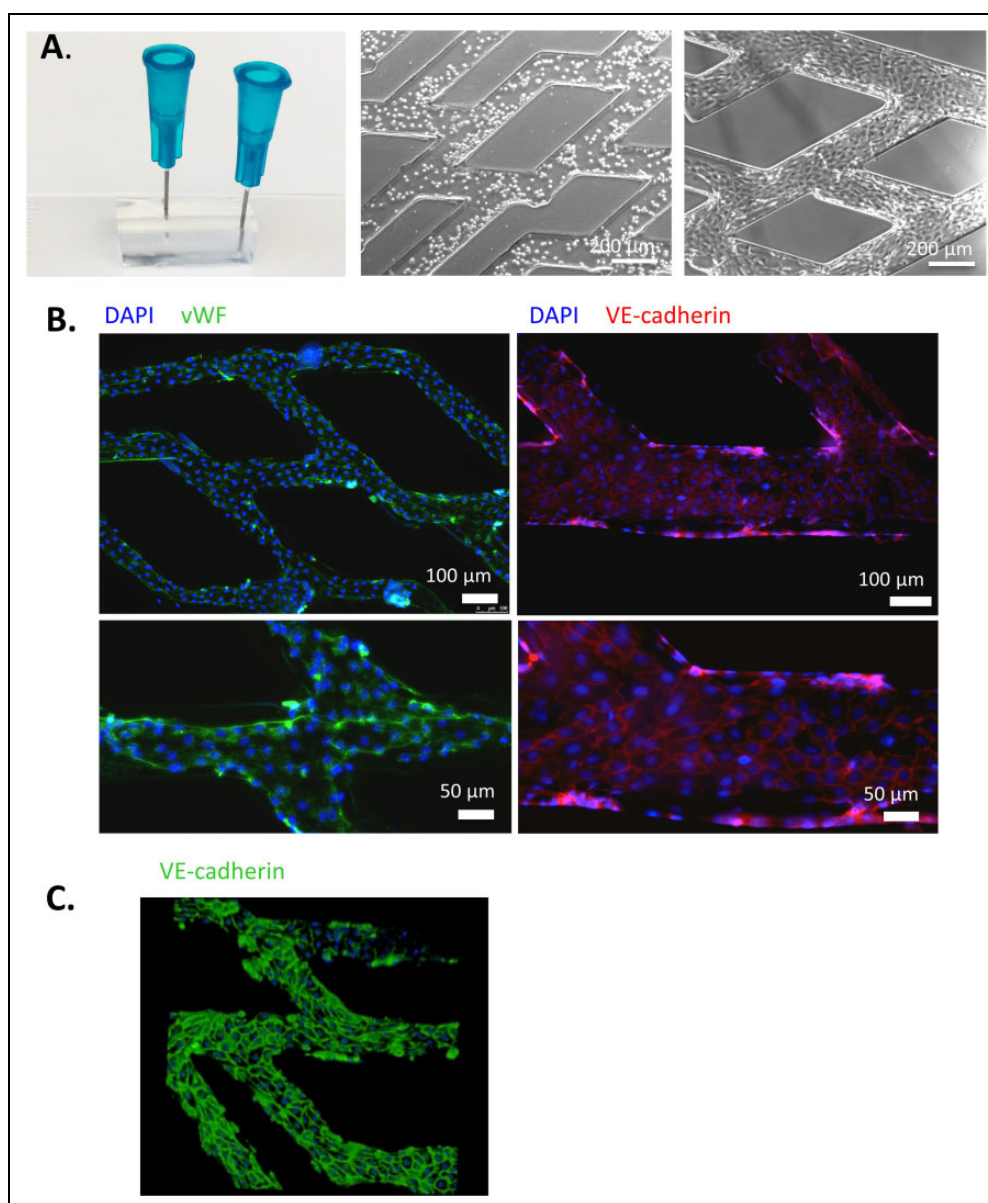 A.
200 µm
200 µm
B.
DAPI vWF
DAPI VE-cadherin
100 µm
100 µm
50 µm
50 µm
VE-cadherin
C.